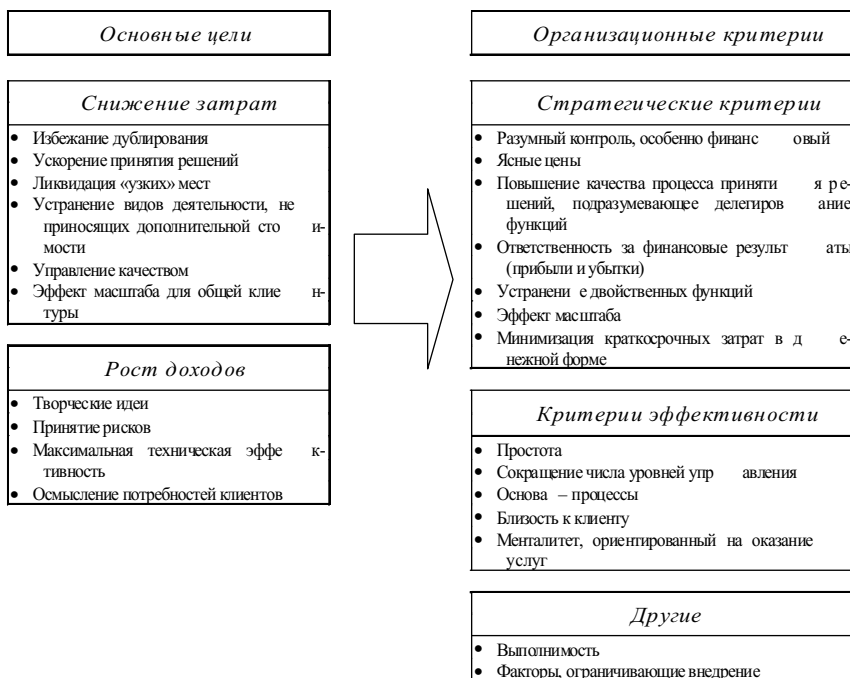 Основные цели
Снижение затрат
• Избежание дублирования
• Ускорение принятия решений
• Ликвидация «узких» мест
• Устранение видов деятельности, не
приносящих дополнительной сто и-
мости
• Управление качеством
• Эффект масштаба для общей клие н-
туры
Рост доходов
• Творческие идеи
• Принятие рисков
• Максимальная техническая эффе к-
тивность
• Осмысление потребностей клиентов
Организационные критерии
Стратегические критерии
• Разумный контроль, особенно финанс овый
• Ясные цены
• Повышение качества процесса приняти я ре-
шений, подразумевающее делегиров ание
функций
• Ответственность за финансовые результ аты
(прибыли и убытки)
• Устранени е двойственных функций
• Эффект масштаба
• Минимизация краткосрочных затрат в д е-
нежной форме
Критерии эффективности
• Простота
• Сокращение числа уровней упр авления
• Основа – процессы
• Близость к клиенту
• Менталитет, ориентированный на оказание
услуг
Другие
• Выполнимость
• Факторы, ограничивающие внедрение